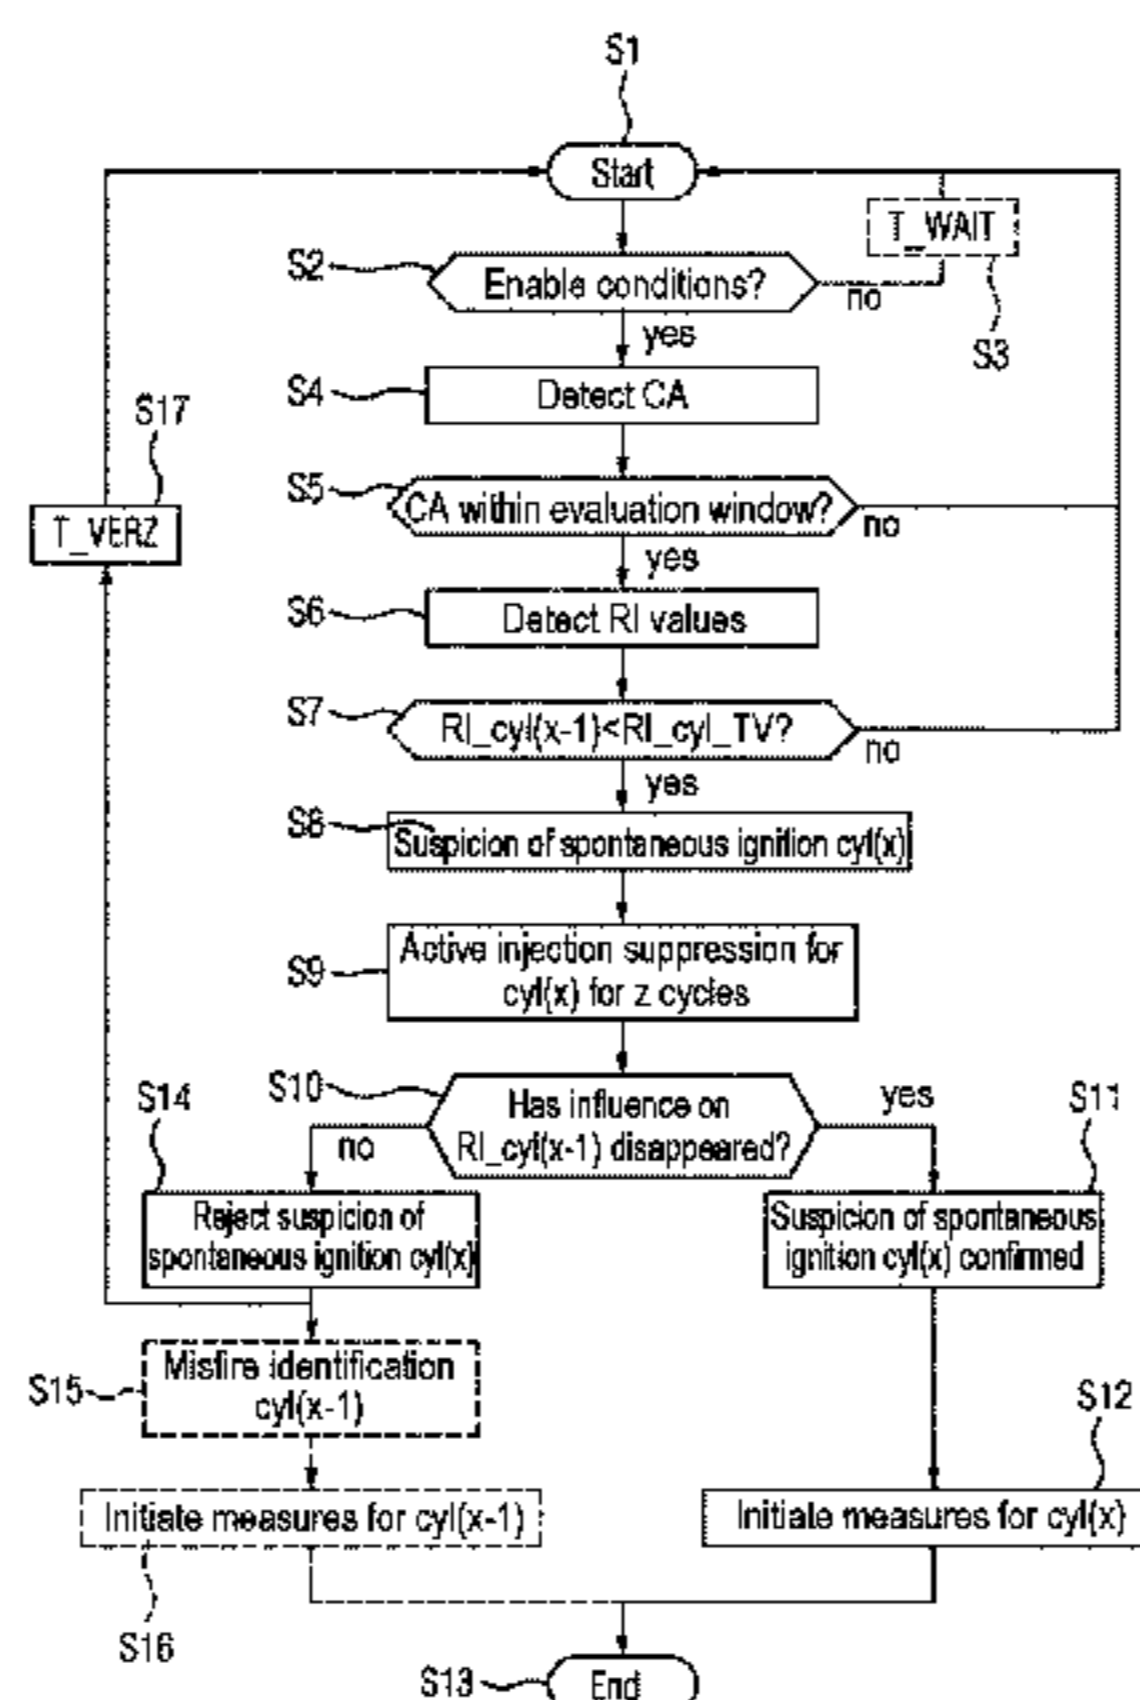 S1
Start
T_WAIT
S2
Enable conditions?
no
S3
yes
S4
Detect CA
S17
S5
CA within evaluation window?
no
T_VERZ
yes
S6
Detect RI values
S7
RI_cyl(x-1)<RI_cyl_TV?
no
yes
S8
Suspicion of spontaneous ignition cyl(x)
S9
Active injection suppression for
cyl(x) for z cycles
S10
Has influence on
RI_cyl(x-1) disappeared?
yes
no
S14
S11
Reject suspicion of
spontaneous ignition cyl(x)
Suspicion of spontaneous
ignition cyl(x) confirmed
S15
Misfire identification
cyl(x-1)
S12
Initiate measures for cyl(x-1)
Initiate measures for cyl(x)
S16
S13
End